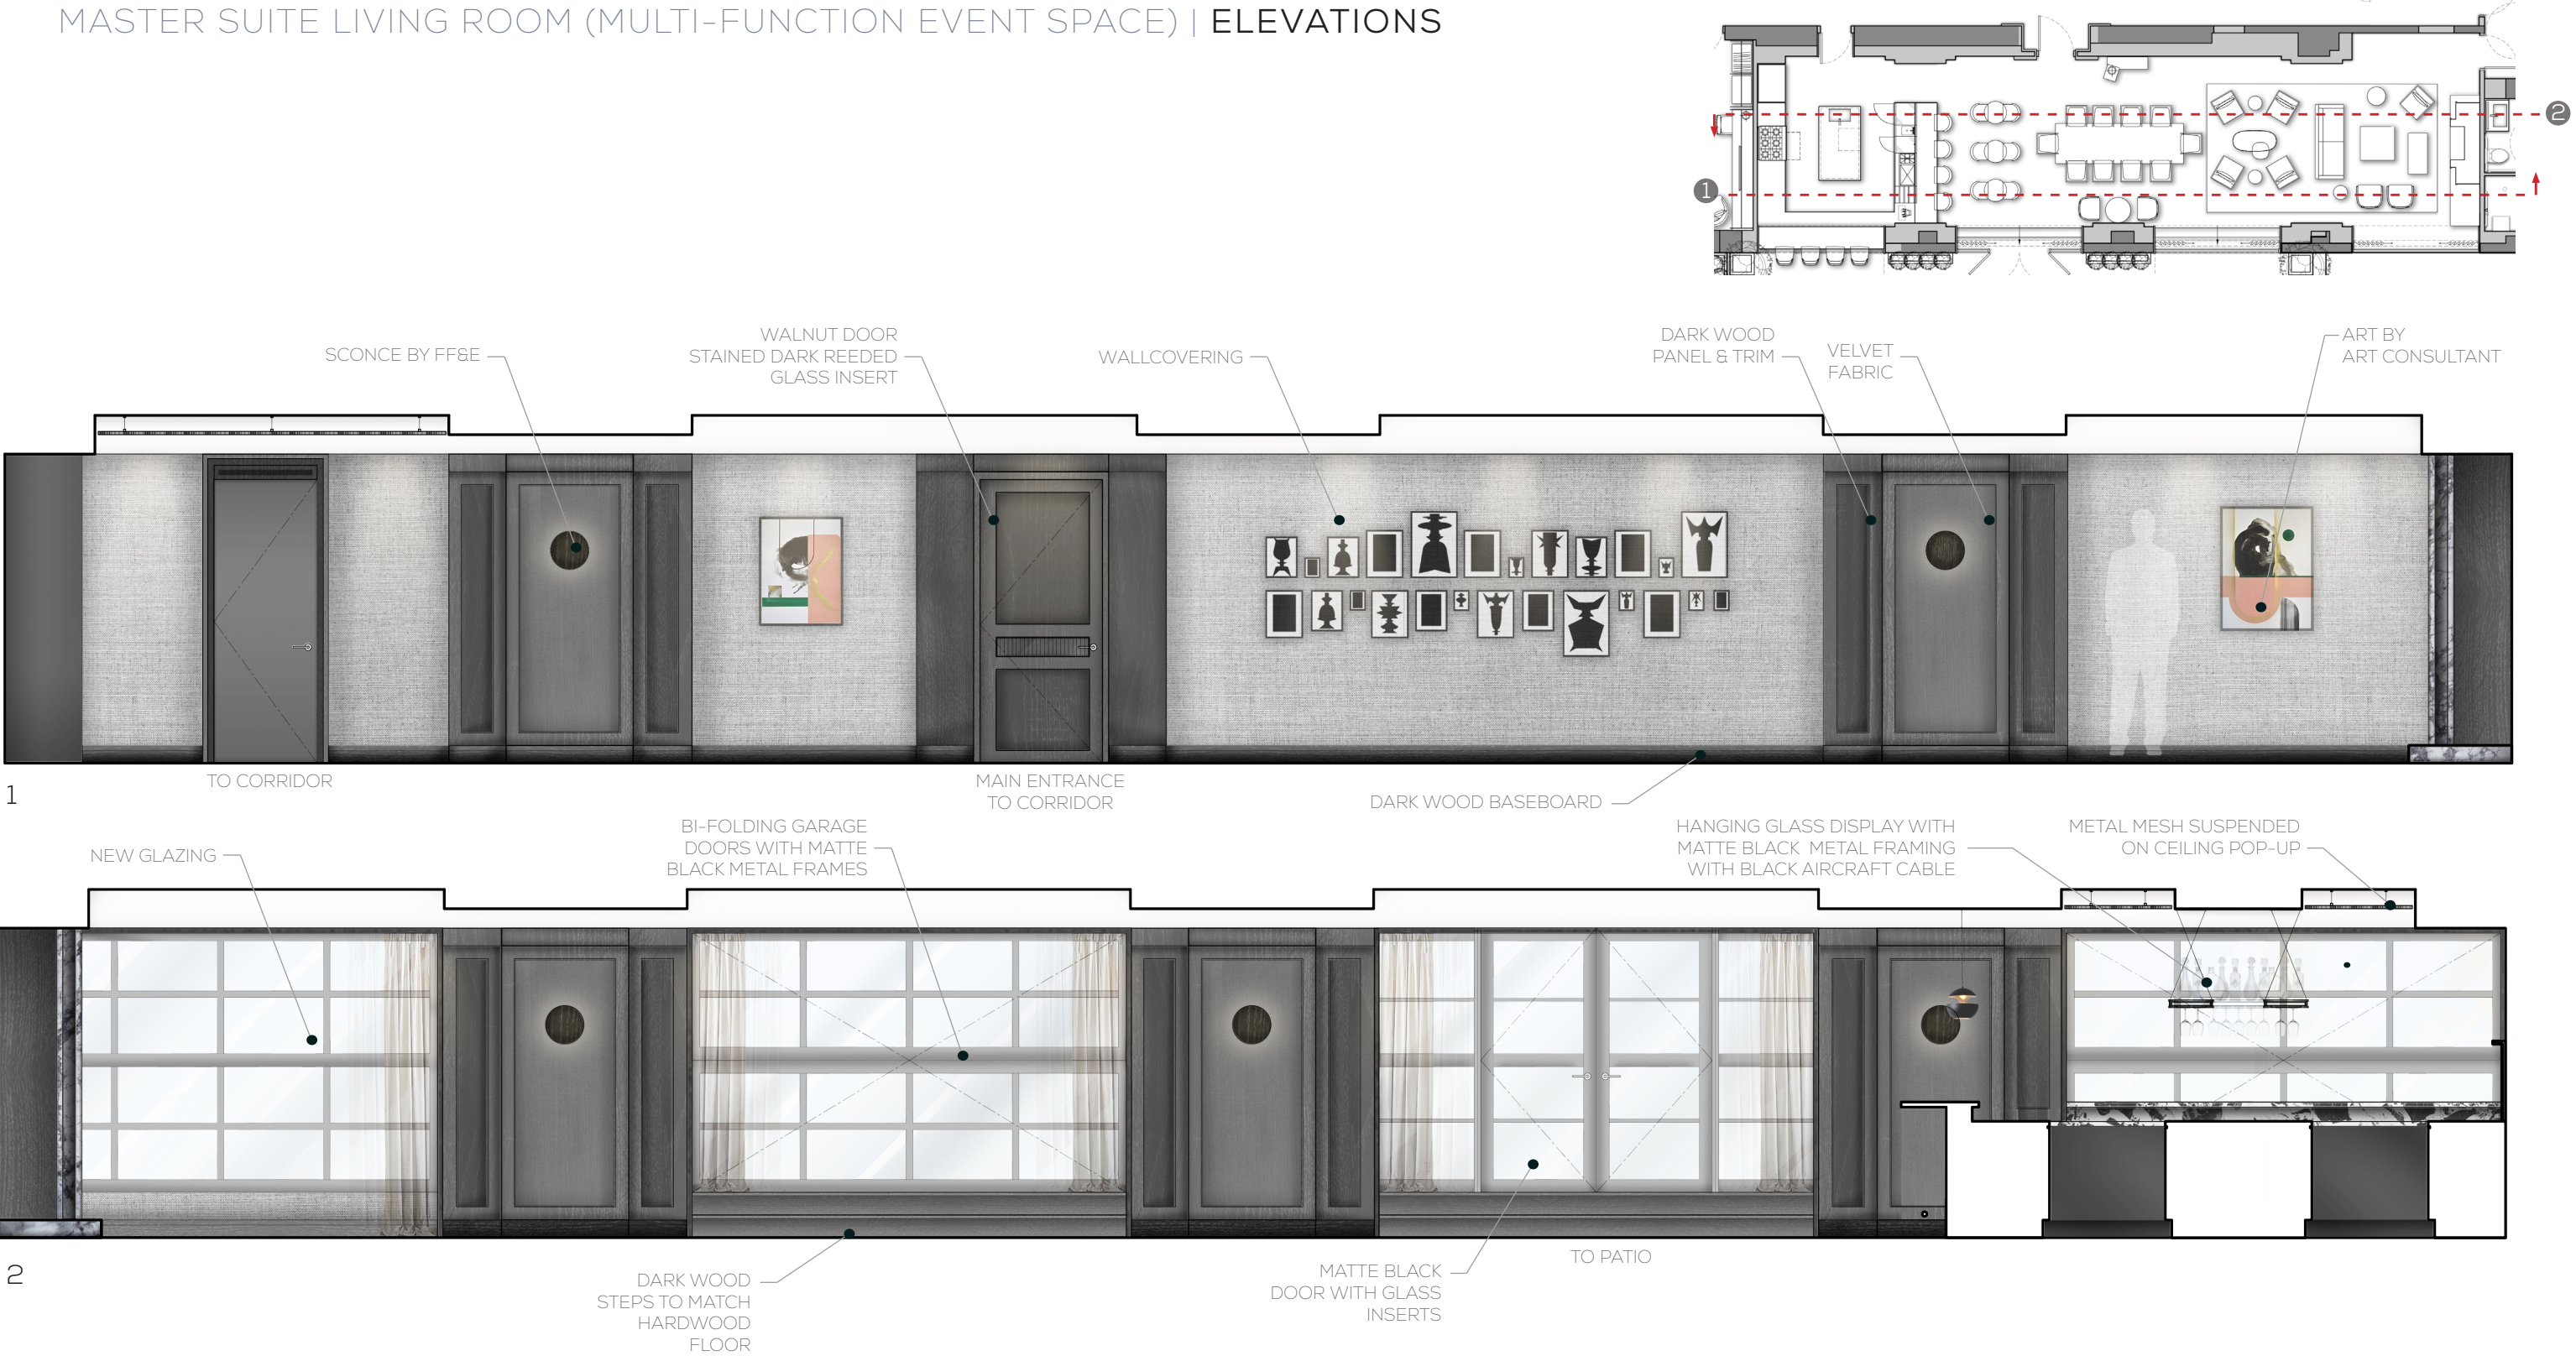 MASTER SUITE LIVING ROOM (MULTI-FUNCTION EVENT SPACE) | ELEVATIONS
2
1
SCONCE BY FF&E
WALNUT DOOR
STAINED DARK REEDED
GLASS INSERT
WALLCOVERING
DARK WOOD
PANEL & TRIM
VELVET
FABRIC
ART BY
ART CONSULTANT
TO CORRIDOR
MAIN ENTRANCE
TO CORRIDOR
DARK WOOD BASEBOARD
1
NEW GLAZING
BI-FOLDING GARAGE
DOORS WITH MATTE
BLACK METAL FRAMES
HANGING GLASS DISPLAY WITH
MATTE BLACK METAL FRAMING
WITH BLACK AIRCRAFT CABLE
METAL MESH SUSPENDED
ON CEILING POP-UP
2
DARK WOOD
STEPS TO MATCH
HARDWOOD
FLOOR
MATTE BLACK
DOOR WITH GLASS
INSERTS
TO PATIO